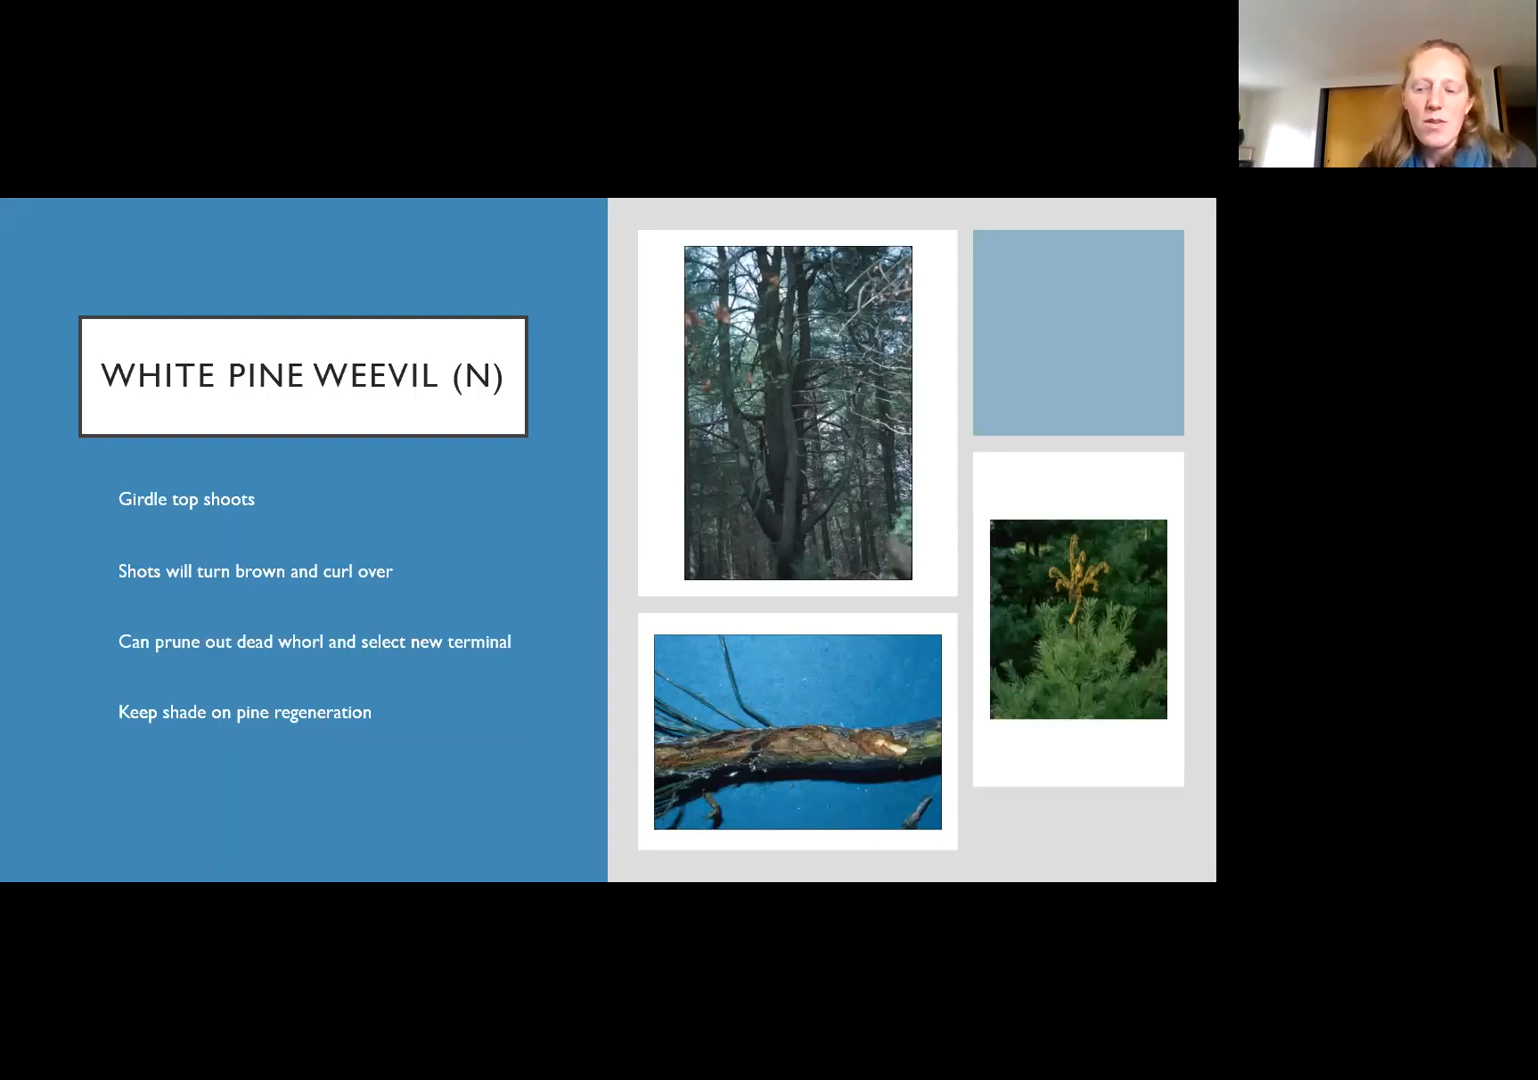 WHITE PINE WEEVIL (N)
Girdle top shoots
Shots will turn brown and curl over
Can prune out dead whorl and select new terminal
Keep shade on pine regeneration